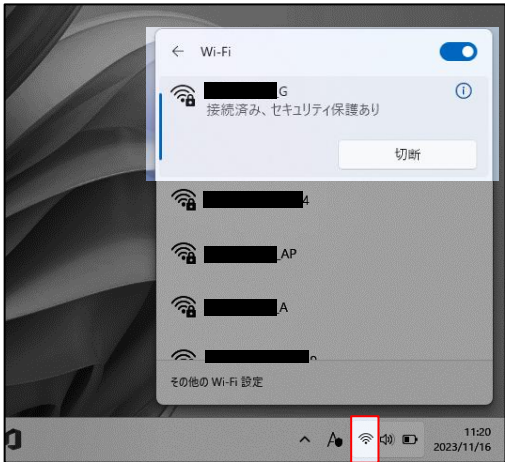 Wi-Fi
G
接続済み、セキュリティ保護あり
切断
4
_AP
_A
その他の Wi-Fi 設定
A
11:20
2023/11/16